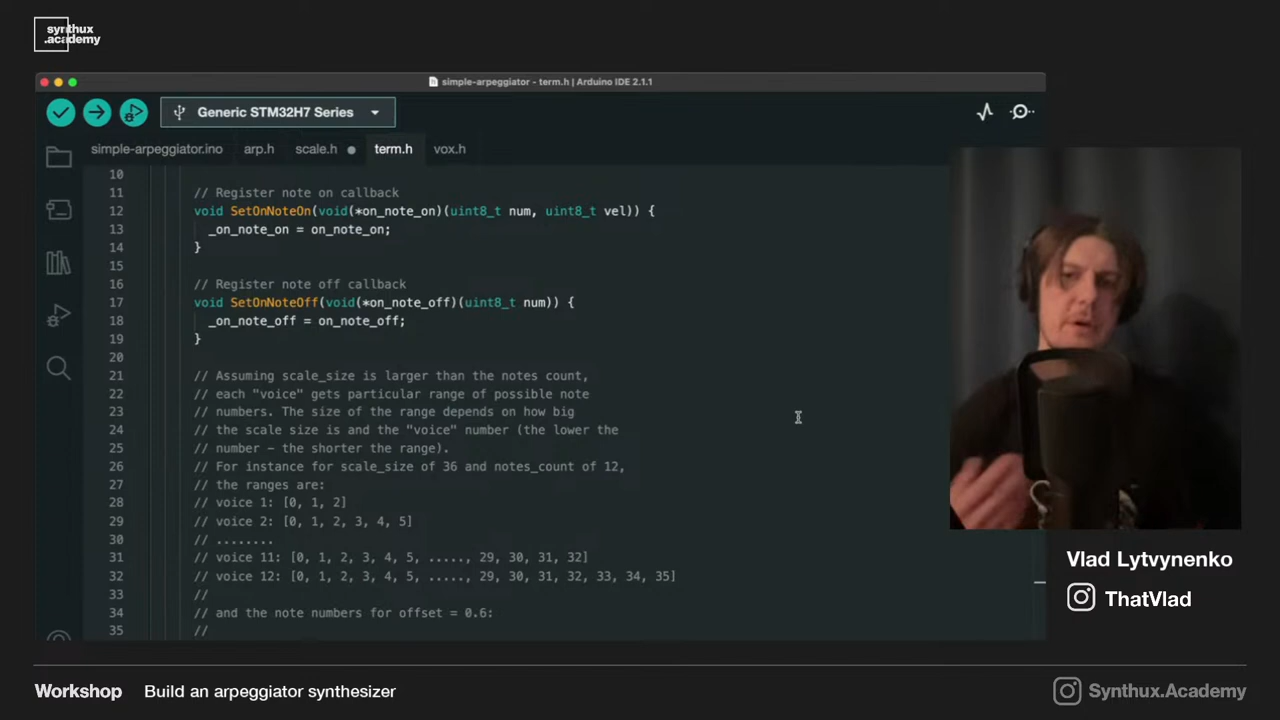 synthux
.academy
simple-arpeggiator - term.h | Arduino IDE 2.1.1
Generic STM32H7 Series
simple-arpeggiator.ino arp.h scale.h term.h vox.h
10
11 // Register note on callback
12 void SetOnNoteOn(void(*on_note_on)(uint8_t num, uint8_t vel)) {
13 _on_note_on = on_note_on;
14 }
15
16 // Register note off callback
17 void SetOnNoteOff(void(*on_note_off)(uint8_t num)) {
18 _on_note_off = on_note_off;
19 }
20
21 // Assuming scale_size is larger than the notes count,
22 // each "voice" gets particular range of possible note
23 // numbers. The size of the range depends on how big
24 // the scale size is and the "voice" number (the lower the
25 // number - the shorter the range).
26 // For instance for scale_size of 36 and notes_count of 12,
27 // the ranges are:
28 // voice 1: [0, 1, 2]
29 // voice 2: [0, 1, 2, 3, 4, 5]
30 // ........
31 // voice 11: [0, 1, 2, 3, 4, 5, ....., 29, 30, 31, 32]
32 // voice 12: [0, 1, 2, 3, 4, 5, ....., 29, 30, 31, 32, 33, 34, 35]
33 //
34 // and the note numbers for offset = 0.6:
35 //
Vlad Lytvynenko
ThatVlad
Workshop Build an arpeggiator synthesizer
Synthux.Academy